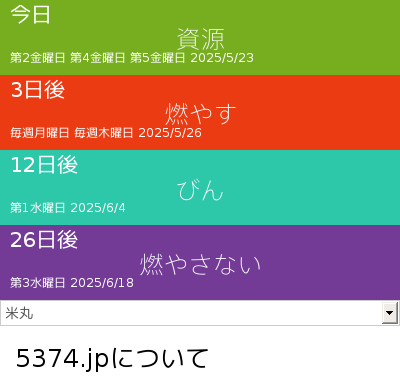 今日
資源
第2金曜日 第4金曜日 第5金曜日 2025/5/23
3日後
燃やす
毎週月曜日 毎週木曜日 2025/5/26
12日後
びん
第1水曜日 2025/6/4
26日後
燃やさない
第3水曜日 2025/6/18
米丸
5374.jpについて